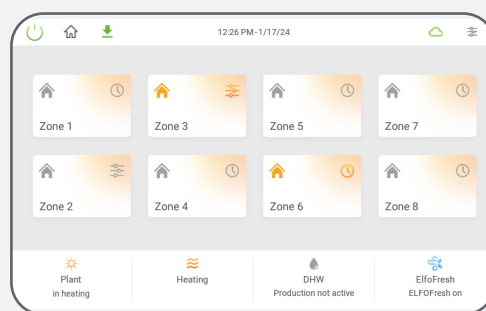 12:26 PM - 1/17/24
Zone 1
Zone 3
Zone 5
Zone 7
Zone 2
Zone 4
Zone 6
Zone 8
Plant
in heating
Heating
DHW
Production not active
ElfoFresh
ELFOFresh on